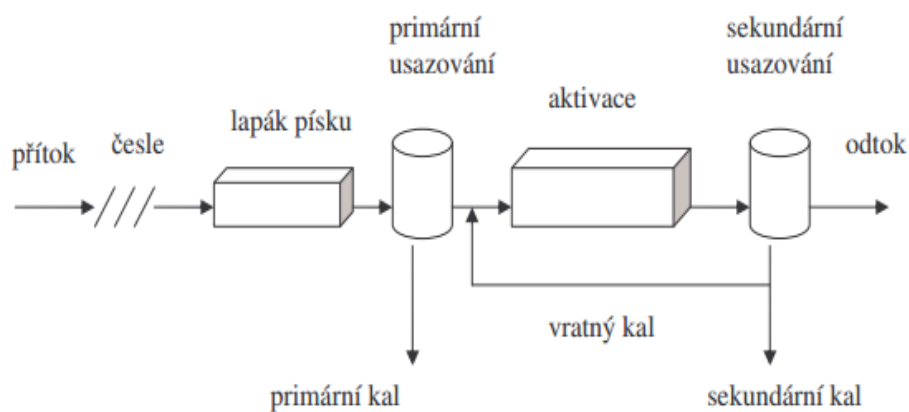 primární
usazování
sekundární
usazování
aktivace
lapák písku
česle
přítok
odtok
vratný kal
primární kal
sekundární kal